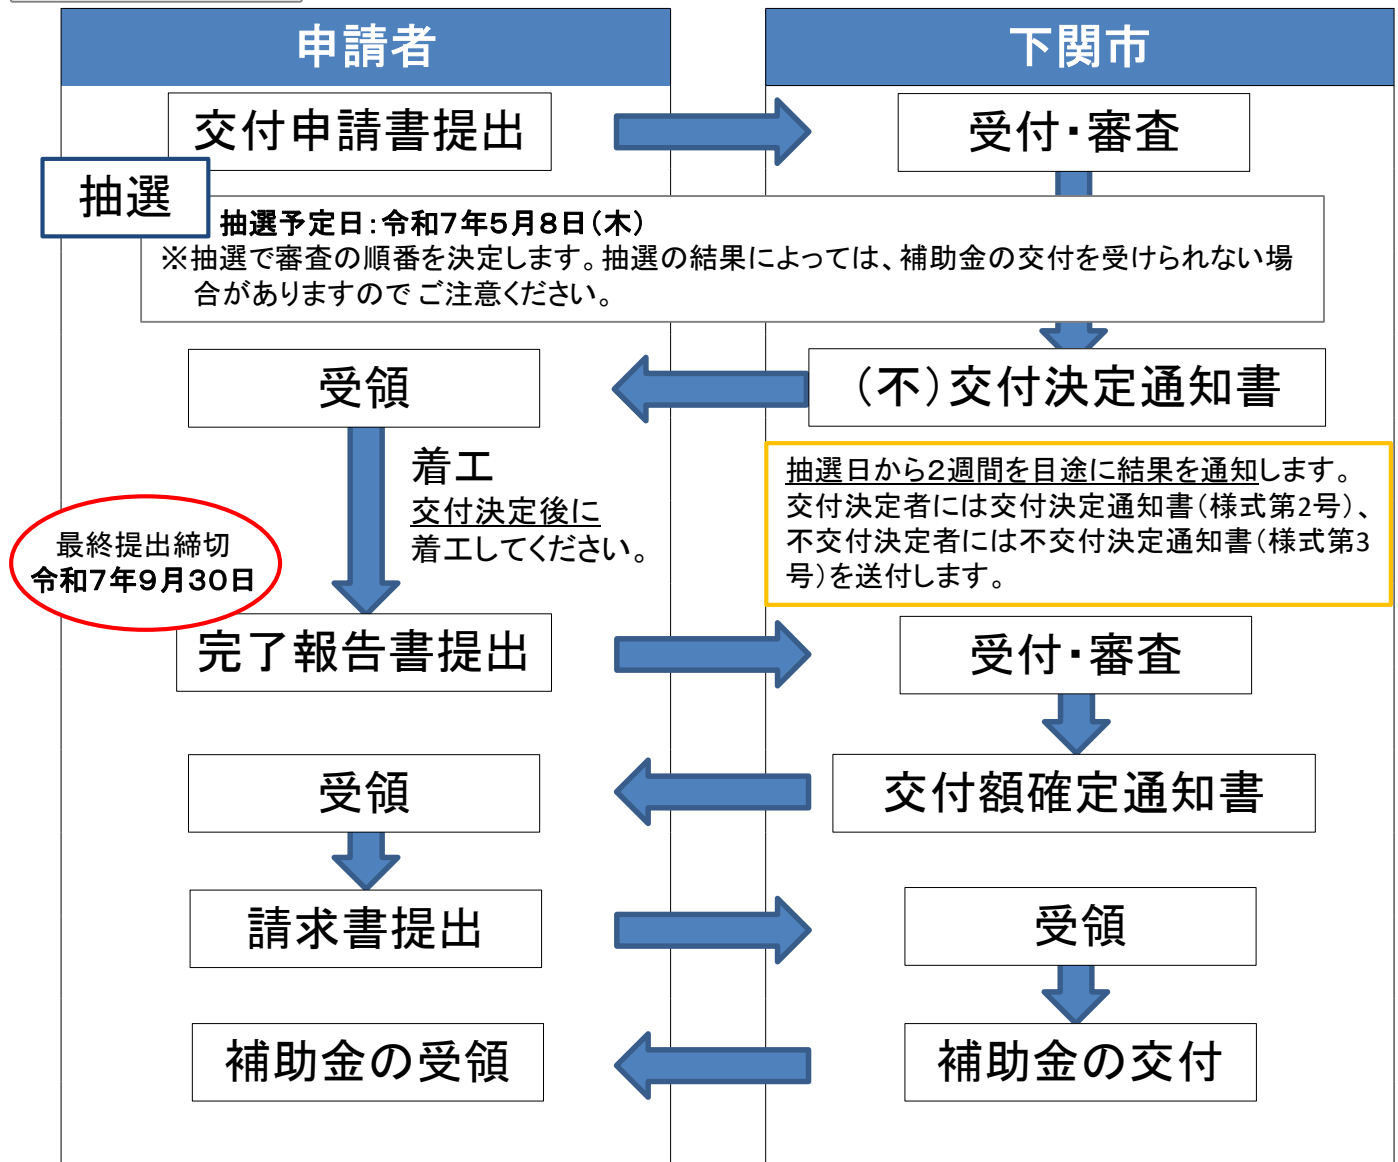 申請者
下関市
交付申請書提出
受付・審査
抽選
抽選予定日：令和7年5月8日（木）
※抽選で審査の順番を決定します。抽選の結果によっては、補助金の交付を受けられない場
合がありますので ご注意ください。
受領
（不）交付決定通知書
着工
交付決定後に
着工してください。
抽選日から2週間を目途に結果を通知します。
交付決定者には交付決定通知書（様式第2号）、
不交付決定者には不交付決定通知書（様式第3
号）を送付します。
最終提出締切
令和7年9月30日
完了報告書提出
受付・審査
受領
交付額確定通知書
請求書提出
受領
補助金の受領
補助金の交付